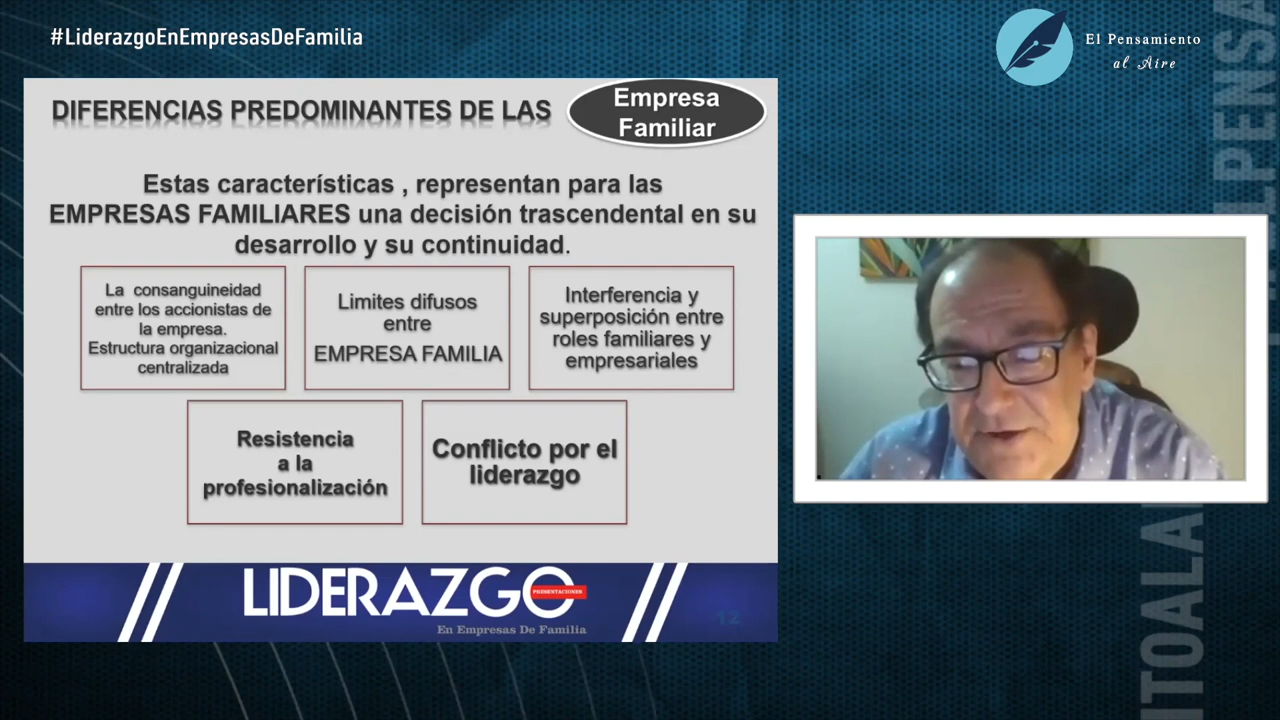 #LiderazgoEnEmpresasDeFamilia
El Pensamiento
al Aire
DIFERENCIAS PREDOMINANTES DE LAS
Empresa
Familiar
Estas características , representan para las
EMPRESAS FAMILIARES una decisión trascendental en su
desarrollo y su continuidad.
La consanguineidad
entre los accionistas de
la empresa.
Estructura organizacional
centralizada
Limites difusos
entre
EMPRESA FAMILIA
Interferencia y
superposición entre
roles familiares y
empresariales
Resistencia
a la
profesionalización
Conflicto por el
liderazgo
LIDERAZGO
PRESENTACIONES
En Empresas De Familia
12